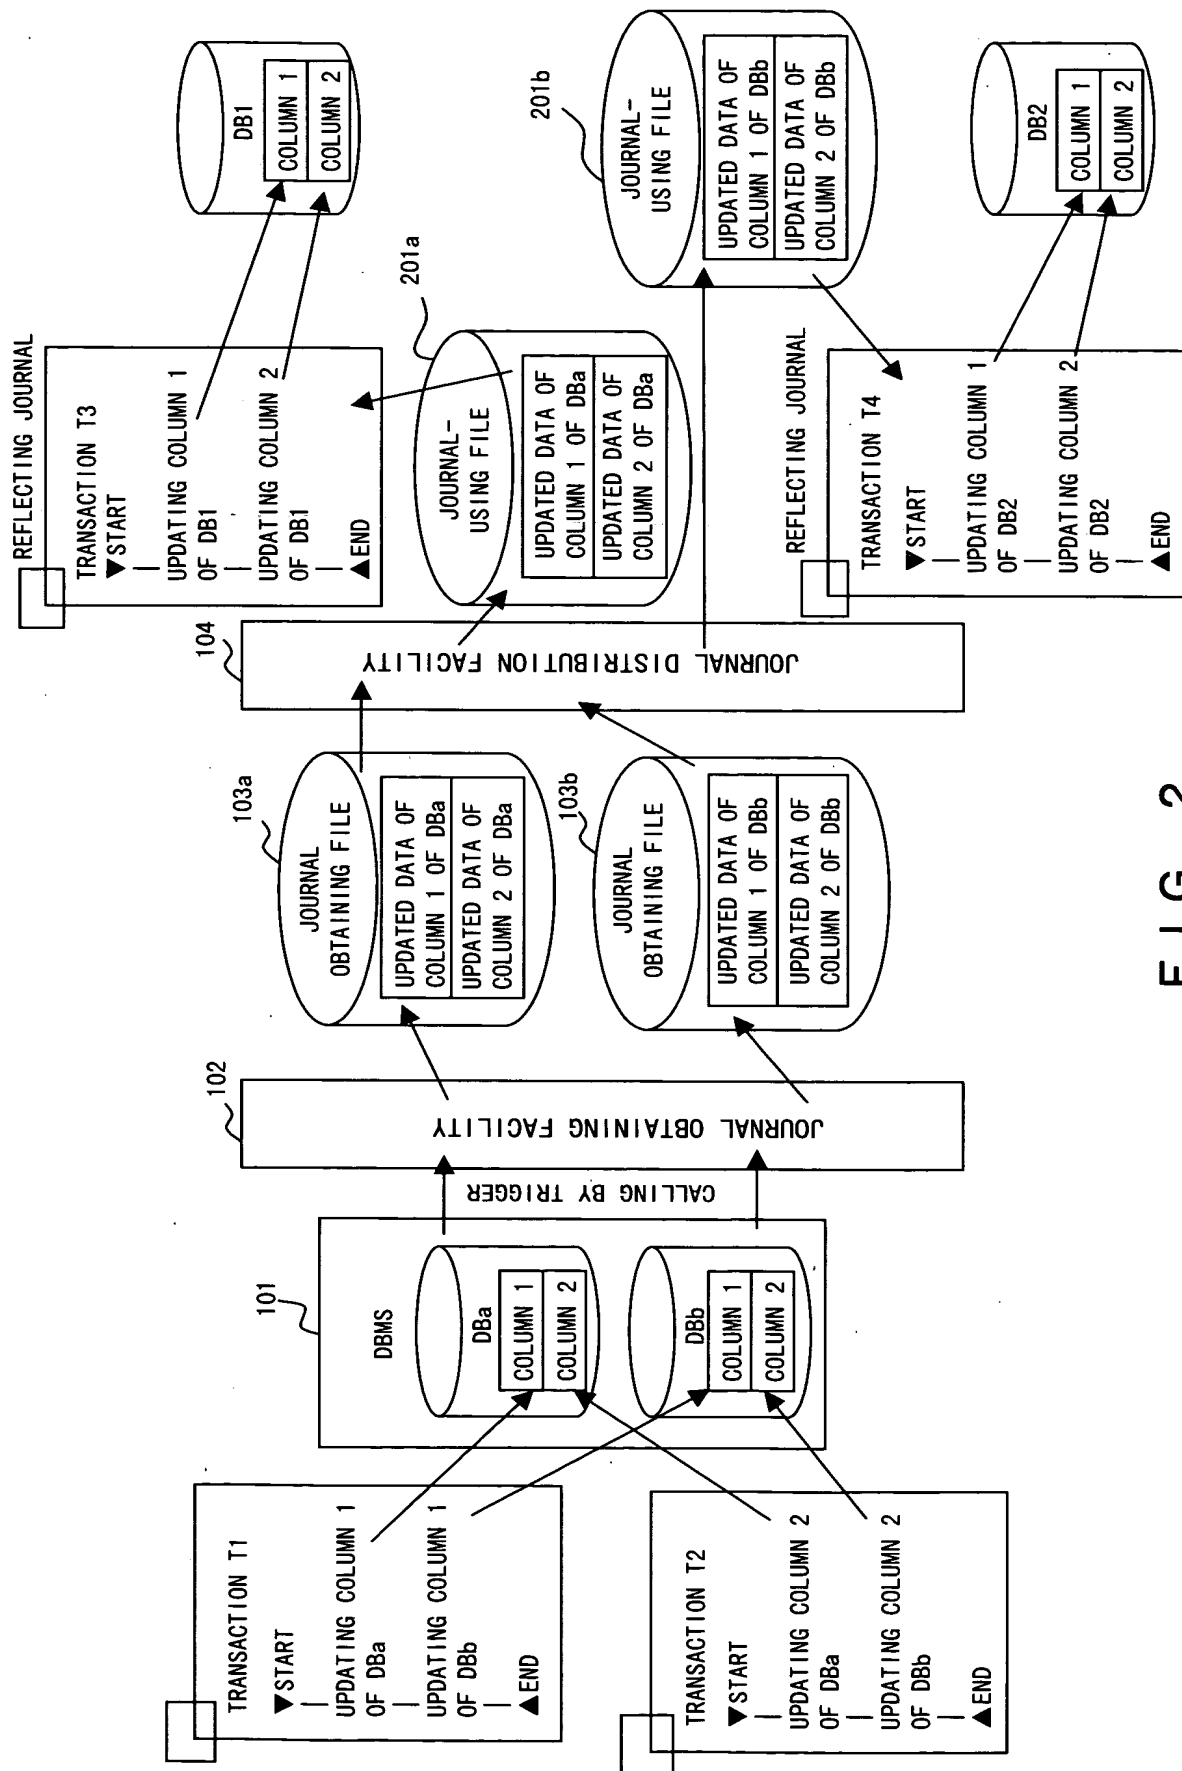 TRANSACTION T1
▼START
UPDATING COLUMN 1
OF DBa
UPDATING COLUMN 1
OF DBb
▲END
TRANSACTION T2
▼START
UPDATING COLUMN 2
OF DBa
UPDATING COLUMN 2
OF DBb
▲END
101
DBMS
DBa
COLUMN 1
COLUMN 2
DBb
COLUMN 1
COLUMN 2
CALLING BY TRIGGER
102
JOURNAL OBTAINING FACILITY
103a
JOURNAL
OBTAINING FILE
UPDATED DATA OF
COLUMN 1 OF DBa
UPDATED DATA OF
COLUMN 2 OF DBa
103b
JOURNAL
OBTAINING FILE
UPDATED DATA OF
COLUMN 1 OF DBb
UPDATED DATA OF
COLUMN 2 OF DBb
104
JOURNAL DISTRIBUTION FACILITY
REFLECTING JOURNAL
TRANSACTION T3
▼START
UPDATING COLUMN 1
OF DB1
UPDATING COLUMN 2
OF DB1
▲END
201a
JOURNAL-
USING FILE
UPDATED DATA OF
COLUMN 1 OF DBa
UPDATED DATA OF
COLUMN 2 OF DBa
DB1
COLUMN 1
COLUMN 2
201b
JOURNAL-
USING FILE
UPDATED DATA OF
COLUMN 1 OF DBb
UPDATED DATA OF
COLUMN 2 OF DBb
REFLECTING JOURNAL
TRANSACTION T4
▼START
UPDATING COLUMN 1
OF DB2
UPDATING COLUMN 2
OF DB2
▲END
DB2
COLUMN 1
COLUMN 2
FIG. 2